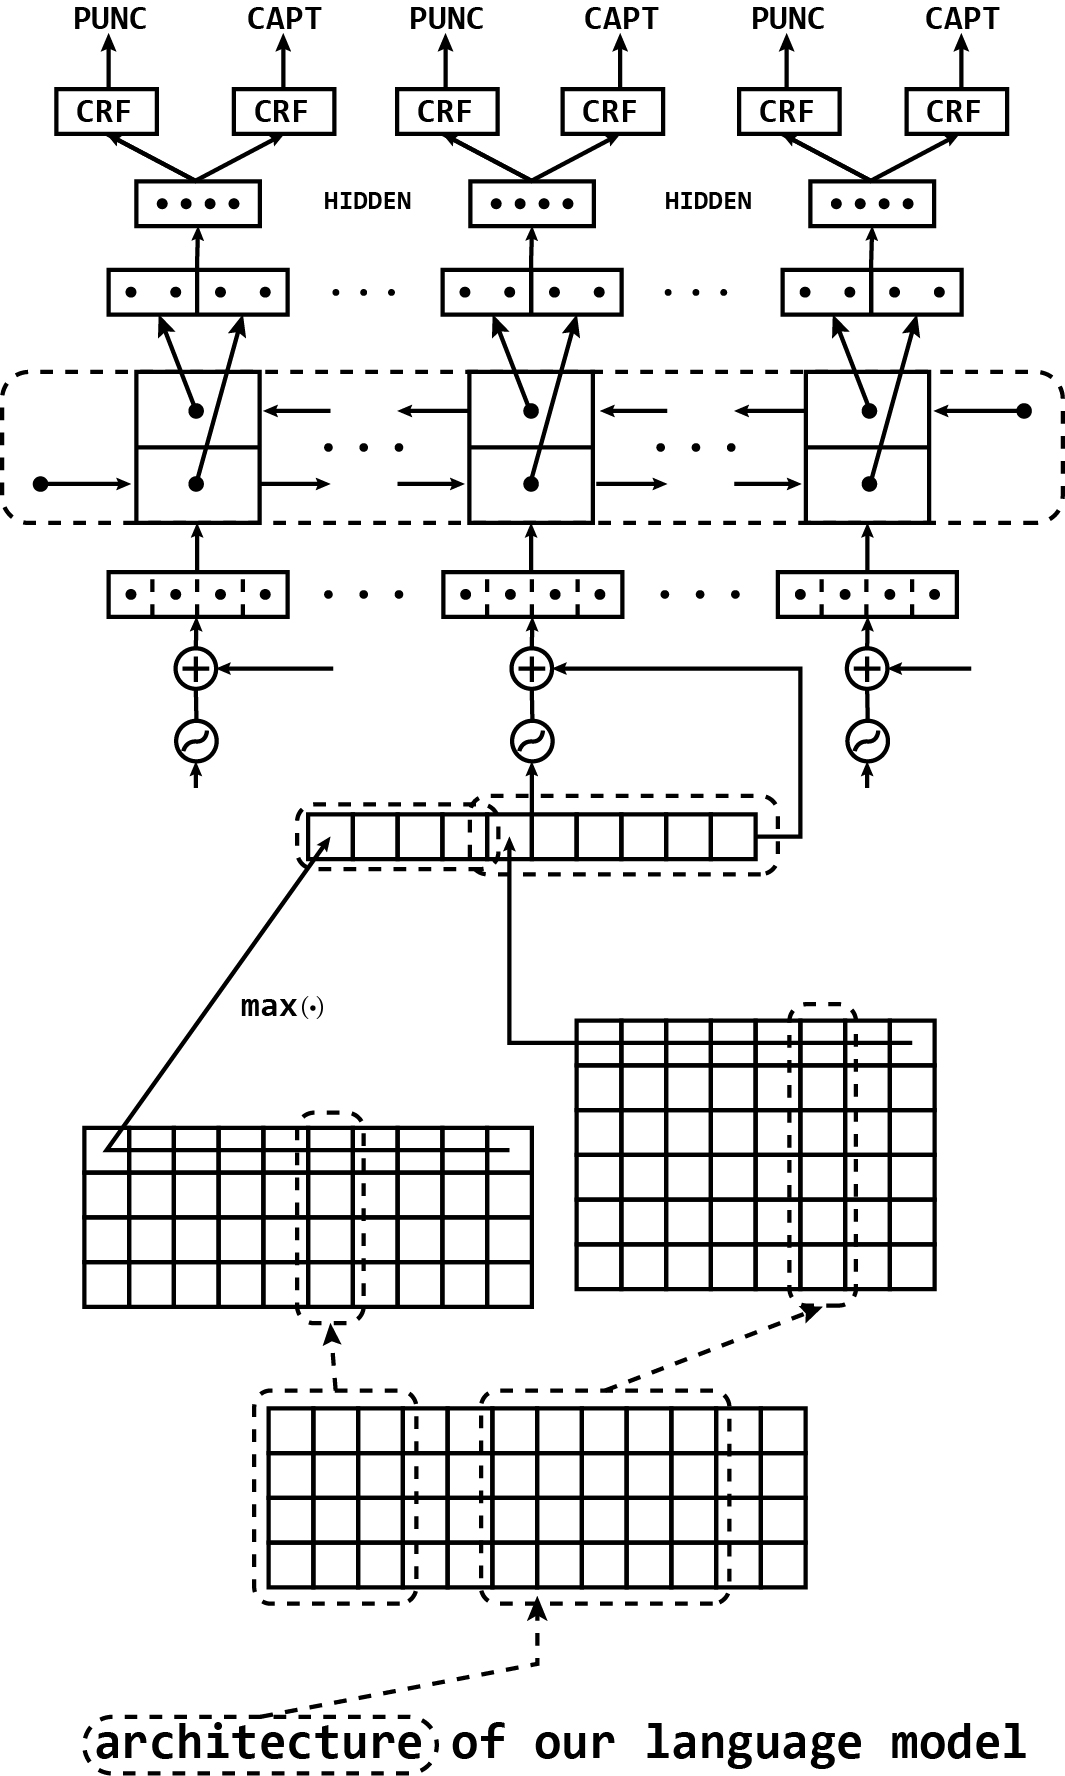 PUNC CAPT PUNC CAPT PUNC CAPT
CRF CRF CRF CRF CRF CRF
HIDDEN HIDDEN
max(·)
architecture of our language model